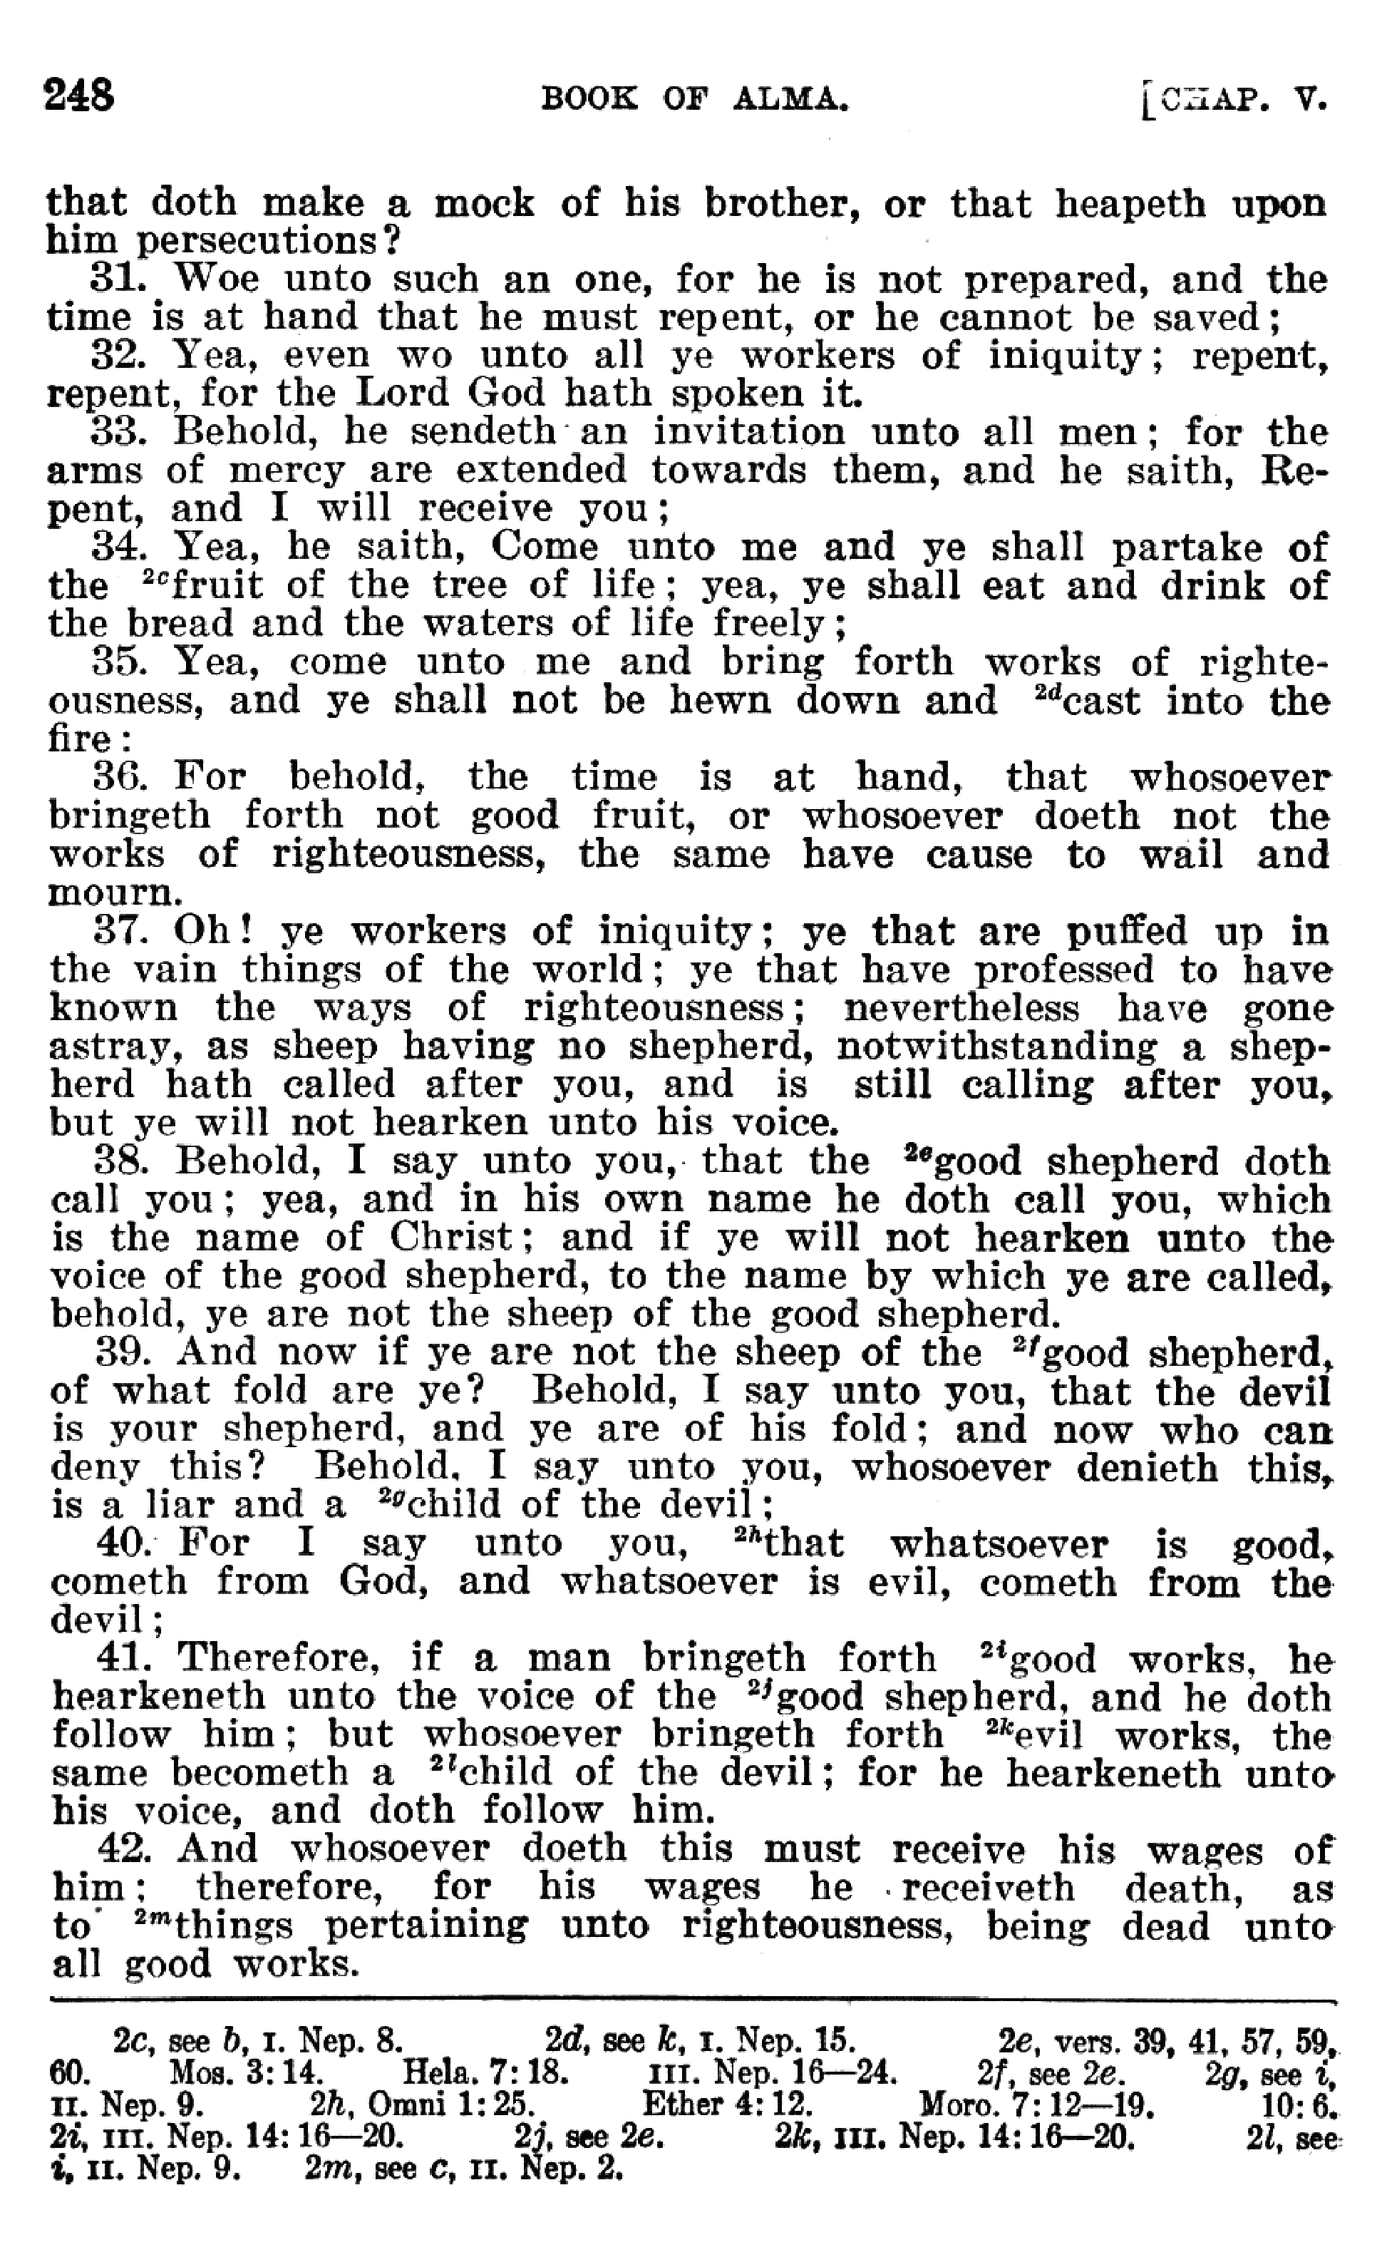 248 BOOK OF ALMA. [CHAP. V.
that doth make a mock of his brother, or that heapeth upon
him persecutions?
31. Woe unto such an one, for he is not prepared, and the
time is at hand that he must repent, or he cannot be saved;
32. Yea, even wo unto all ye workers of iniquity; repent,
repent, for the Lord God hath spoken it.
33. Behold, he sendeth an invitation unto all men; for the
arms of mercy are extended towards them, and he saith, Re-
pent, and I will receive you;
34. Yea, he saith, Come unto me and ye shall partake of
the 2cfruit of the tree of life; yea, ye shall eat and drink of
the bread and the waters of life freely;
35. Yea, come unto me and bring forth works of righte-
ousness, and ye shall not be hewn down and 2dcast into the
fire:
36. For behold, the time is at hand, that whosoever
bringeth forth not good fruit, or whosoever doeth not the
works of righteousness, the same have cause to wail and
mourn.
37. Oh! ye workers of iniquity; ye that are puffed up in
the vain things of the world; ye that have professed to have
known the ways of righteousness; nevertheless have gone
astray, as sheep having no shepherd, notwithstanding a shep-
herd hath called after you, and is still calling after you,
but ye will not hearken unto his voice.
38. Behold, I say unto you, that the 2egood shepherd doth
call you; yea, and in his own name he doth call you, which
is the name of Christ; and if ye will not hearken unto the
voice of the good shepherd, to the name by which ye are called,
behold, ye are not the sheep of the good shepherd.
39. And now if ye are not the sheep of the 2fgood shepherd,
of what fold are ye? Behold, I say unto you, that the devil
is your shepherd, and ye are of his fold; and now who can
deny this? Behold, I say unto you, whosoever denieth this,
is a liar and a 2gchild of the devil;
40. For I say unto you, 2hthat whatsoever is good,
cometh from God, and whatsoever is evil, cometh from the
devil;
41. Therefore, if a man bringeth forth 2igood works, he
hearkeneth unto the voice of the 2jgood shepherd, and he doth
follow him; but whosoever bringeth forth 2kevil works, the
same becometh a 2lchild of the devil; for he hearkeneth unto
his voice, and doth follow him.
42. And whosoever doeth this must receive his wages of
him; therefore, for his wages he receiveth death, as
to 2mthings pertaining unto righteousness, being dead unto
all good works.
2c, see b, I. Nep. 8. 2d, see k, I. Nep. 15. 2e, vers. 39, 41, 57, 59,
60. Mos. 3:14. Hela. 7:18. III. Nep. 16—24. 2f, see 2e. 2g, see i,
II. Nep. 9. 2h, Omni 1:25. Ether 4:12. Moro. 7:12—19. 10:6.
2i, III. Nep. 14:16—20. 2j, see 2e. 2k, III. Nep. 14:16—20. 2l, see
i, II. Nep. 9. 2m, see c, II. Nep. 2.